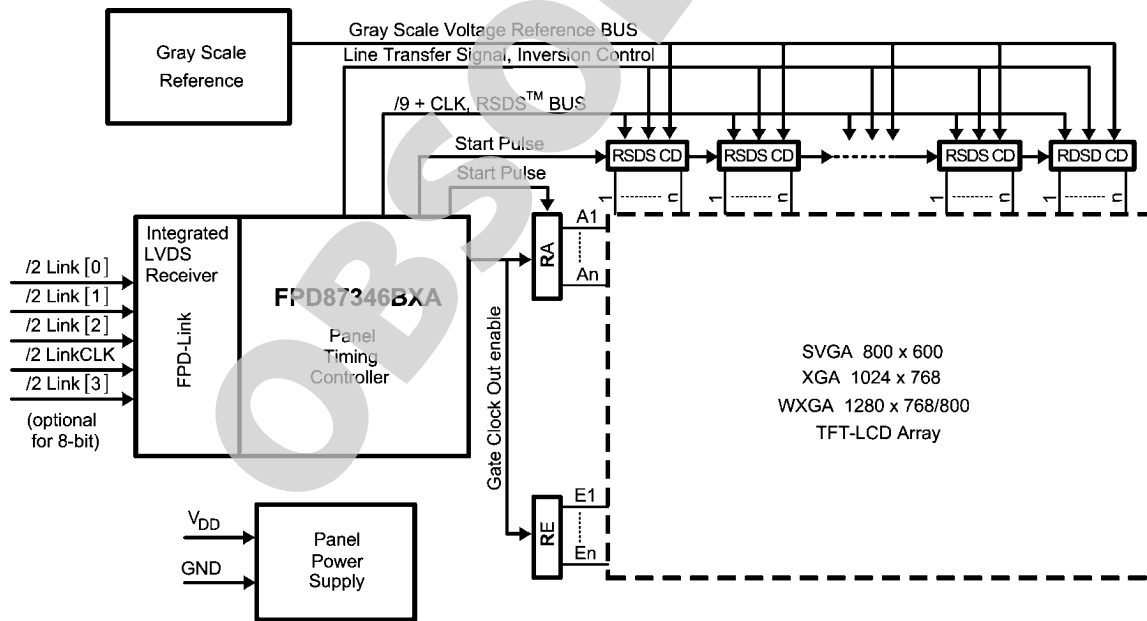 Gray Scale
Reference
Gray Scale Voltage Reference BUS
Line Transfer Signal, Inversion Control
/9 + CLK, RSDS™ BUS
Start Pulse
Start Pulse
RSDS CD
RSDS CD
RSDS CD
RDSD CD
1
n
1
n
1
n
1
n
Integrated
LVDS
Receiver
FPD-Link
FPD87346BXA
Panel
Timing
Controller
/2 Link [0]
/2 Link [1]
/2 Link [2]
/2 LinkCLK
/2 Link [3]
(optional
for 8-bit)
Gate Clock Out enable
RA
A1
An
RE
E1
En
SVGA 800 x 600
XGA 1024 x 768
WXGA 1280 x 768/800
TFT-LCD Array
VDD
GND
Panel
Power
Supply
OBSOL